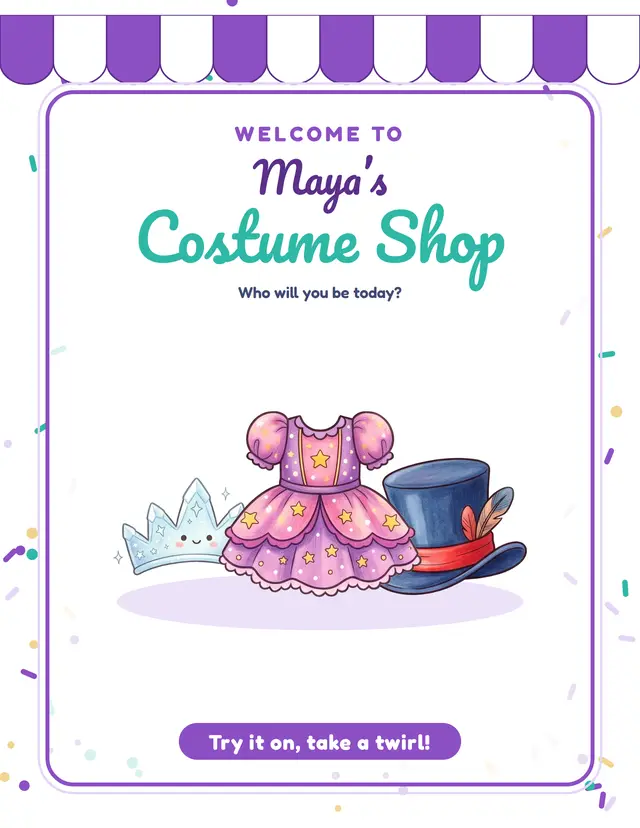 WELCOME TO
Maya's
Costume Shop
Who will you be today?
Try it on, take a twirl!